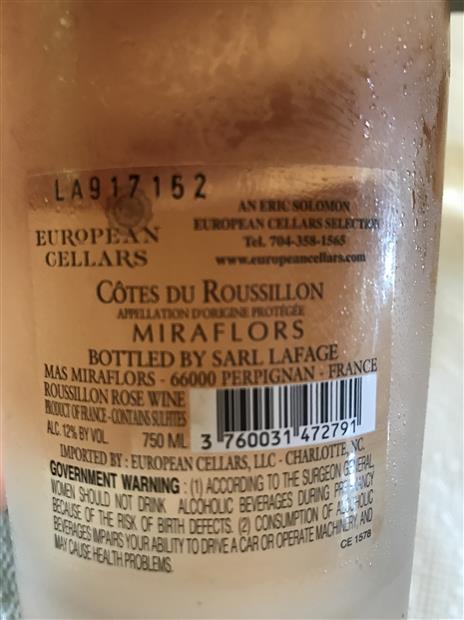 LA917152
EUROPEAN
CELLARS
AN ERIC SOLOMON
EUROPEAN CELLARS SELECTION
Tel. 704-358-1565
www.europeancellars.com
CÔTES DU ROUSSILLON
APPELLATION D'ORIGINE PROTÉGÉE
MIRAFLORS
BOTTLED BY SARL LAFAGE
MAS MIRAFLORS - 66000 PERPIGNAN - FRANCE
ROUSSILLON ROSE WINE
PRODUCT OF FRANCE - CONTAINS SULFITES
ALC. 12% BY VOL. 750 ML
3 760031 472791
IMPORTED BY : EUROPEAN CELLARS, LLC - CHARLOTTE, NC.
GOVERNMENT WARNING : (1) ACCORDING TO THE SURGEON GENERAL,
WOMEN SHOULD NOT DRINK ALCOHOLIC BEVERAGES DURING PREGNANCY
BECAUSE OF THE RISK OF BIRTH DEFECTS. (2) CONSUMPTION OF ALCOHOLIC
BEVERAGES IMPAIRS YOUR ABILITY TO DRIVE A CAR OR OPERATE MACHINERY, AND
MAY CAUSE HEALTH PROBLEMS.
CE 1578